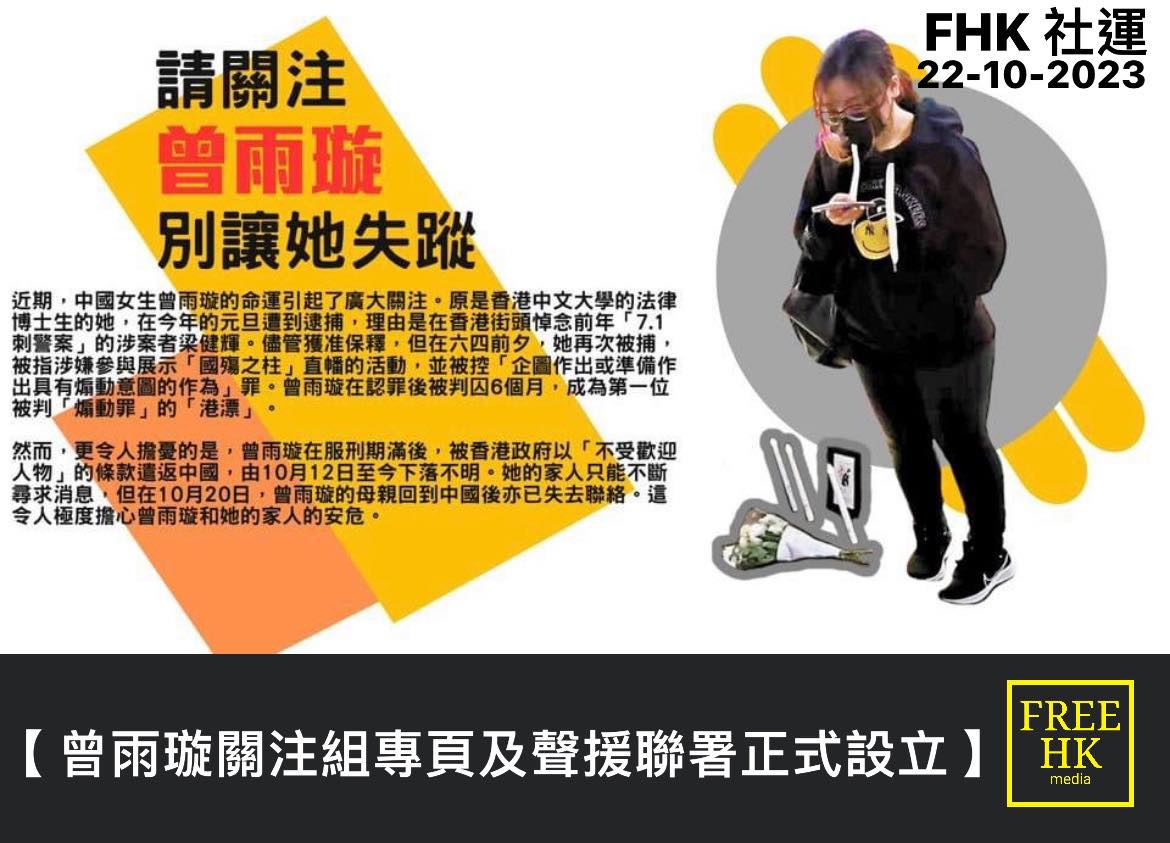 FHK 社運
22-10-2023
請關注
曾雨璇
別讓她失蹤
近期，中國女生曾雨璇的命運引起了廣大關注。原是香港中文大學的法律
博士生的她，在今年的元旦遭到逮捕，理由是在香港街頭悼念前年「7.1
刺警案」的涉案者梁健輝。儘管獲准保釋，但在六四前夕，她再次被捕，
被指涉嫌參與展示「國殤之柱」直幡的活動，並被控「企圖作出或準備作
出具有煽動意圖的作為」罪。曾雨璇在認罪後被判囚6個月，成為第一位
被判「煽動罪」的「港漂」。
然而，更令人擔憂的是，曾雨璇在服刑期滿後，被香港政府以「不受歡迎
人物」的條款遣返中國，由10月12日至今下落不明。她的家人只能不斷
尋求消息，但在10月20日，曾雨璇的母親回到中國後亦已失去聯絡。這
令人極度擔心曾雨璇和她的家人的安危。
【 曾雨璇關注組專頁及聲援聯署正式設立 】
FREE
HK
media